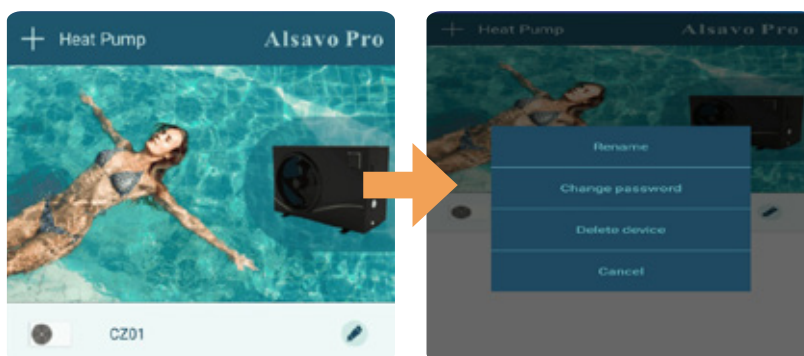 Heat Pump
Alsavo Pro
CZ01
Heat Pump
Alsavo Pro
Rename
Change password
Delete device
Cancel